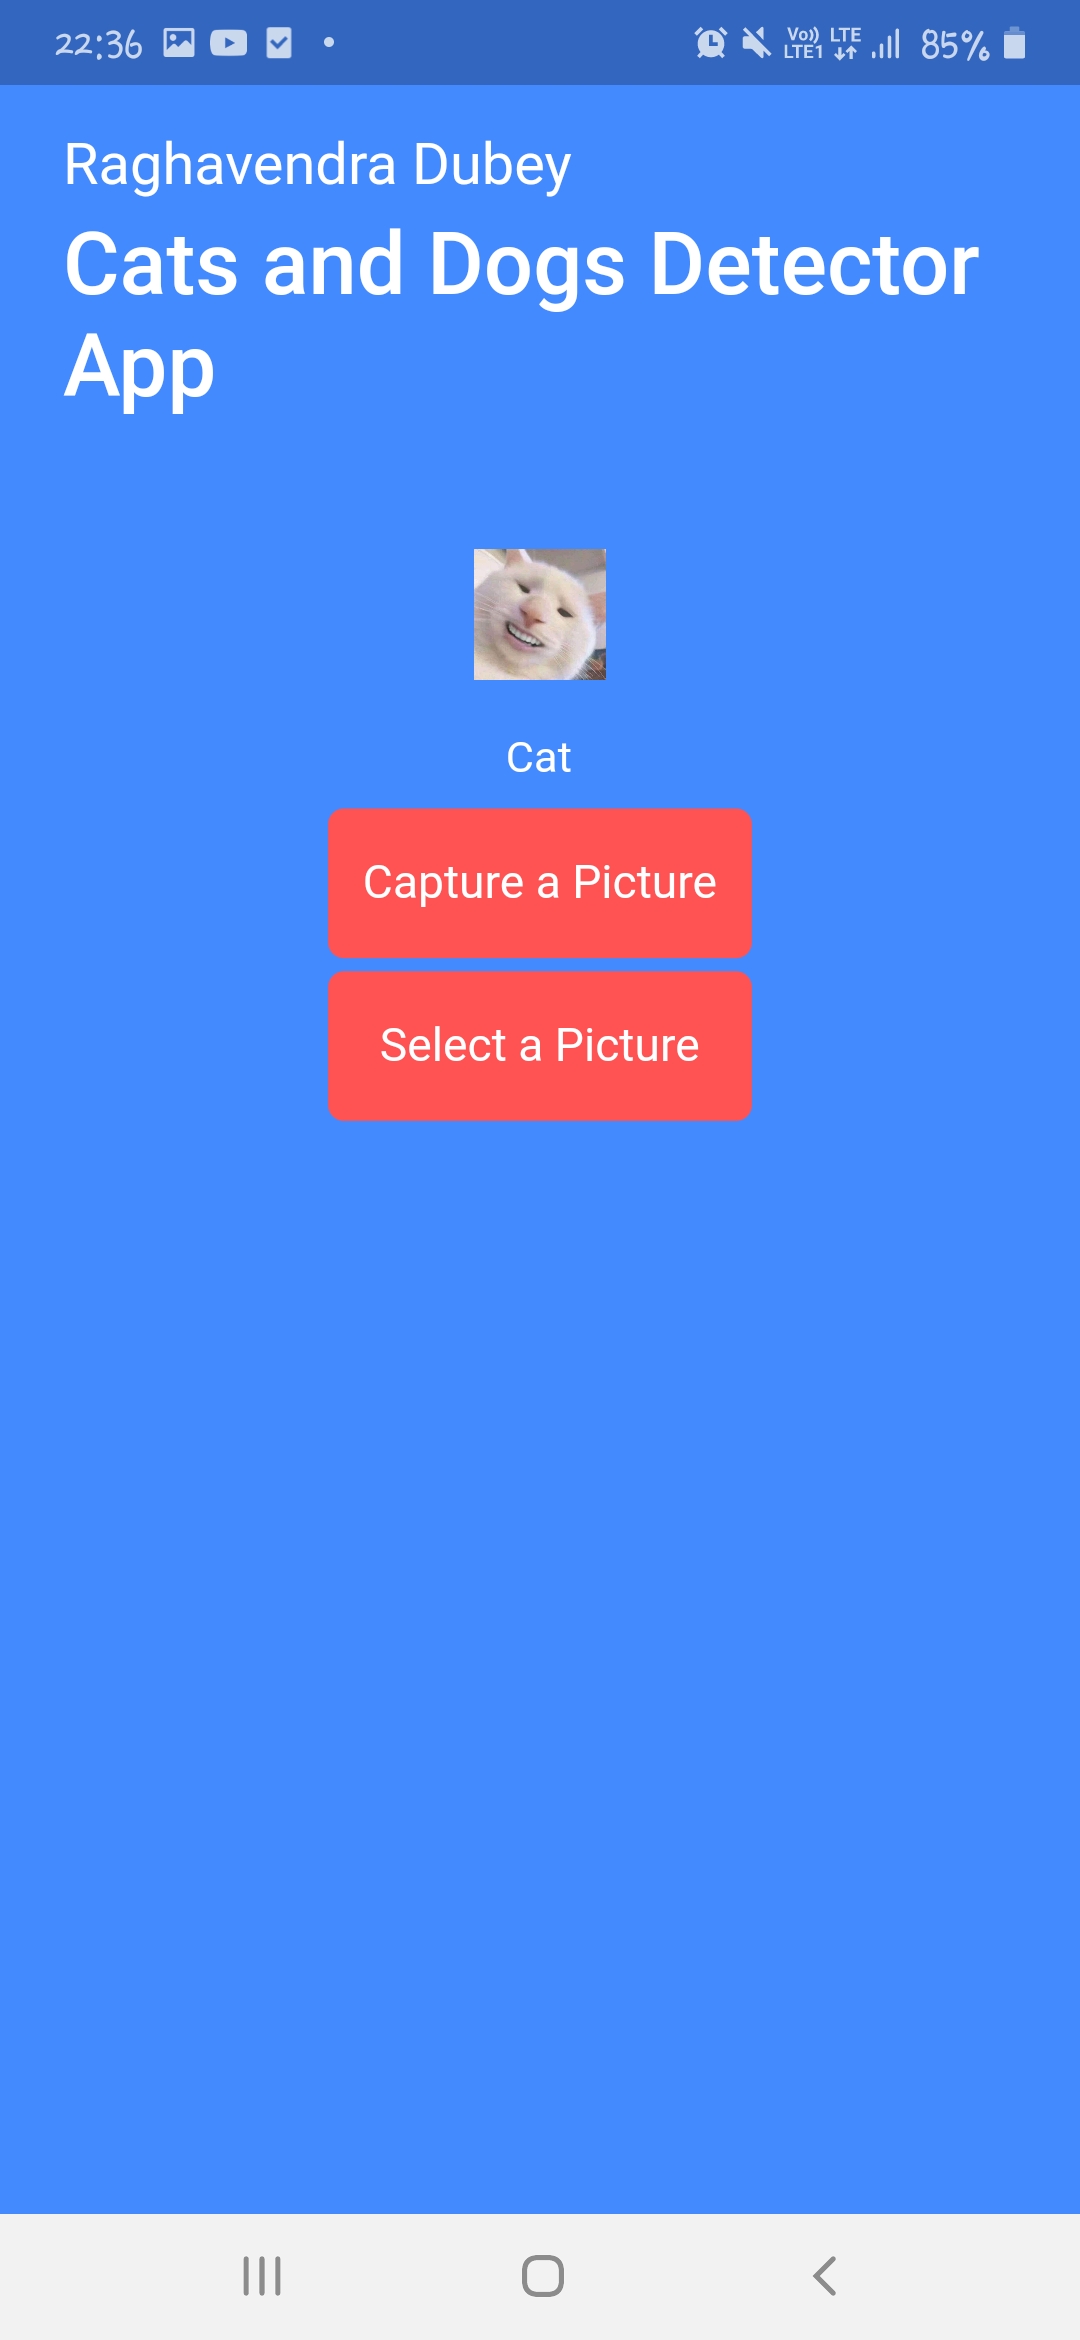 22:36
Vo)) LTE
LTE1
85%
Raghavendra Dubey
Cats and Dogs Detector
App
Cat
Capture a Picture
Select a Picture